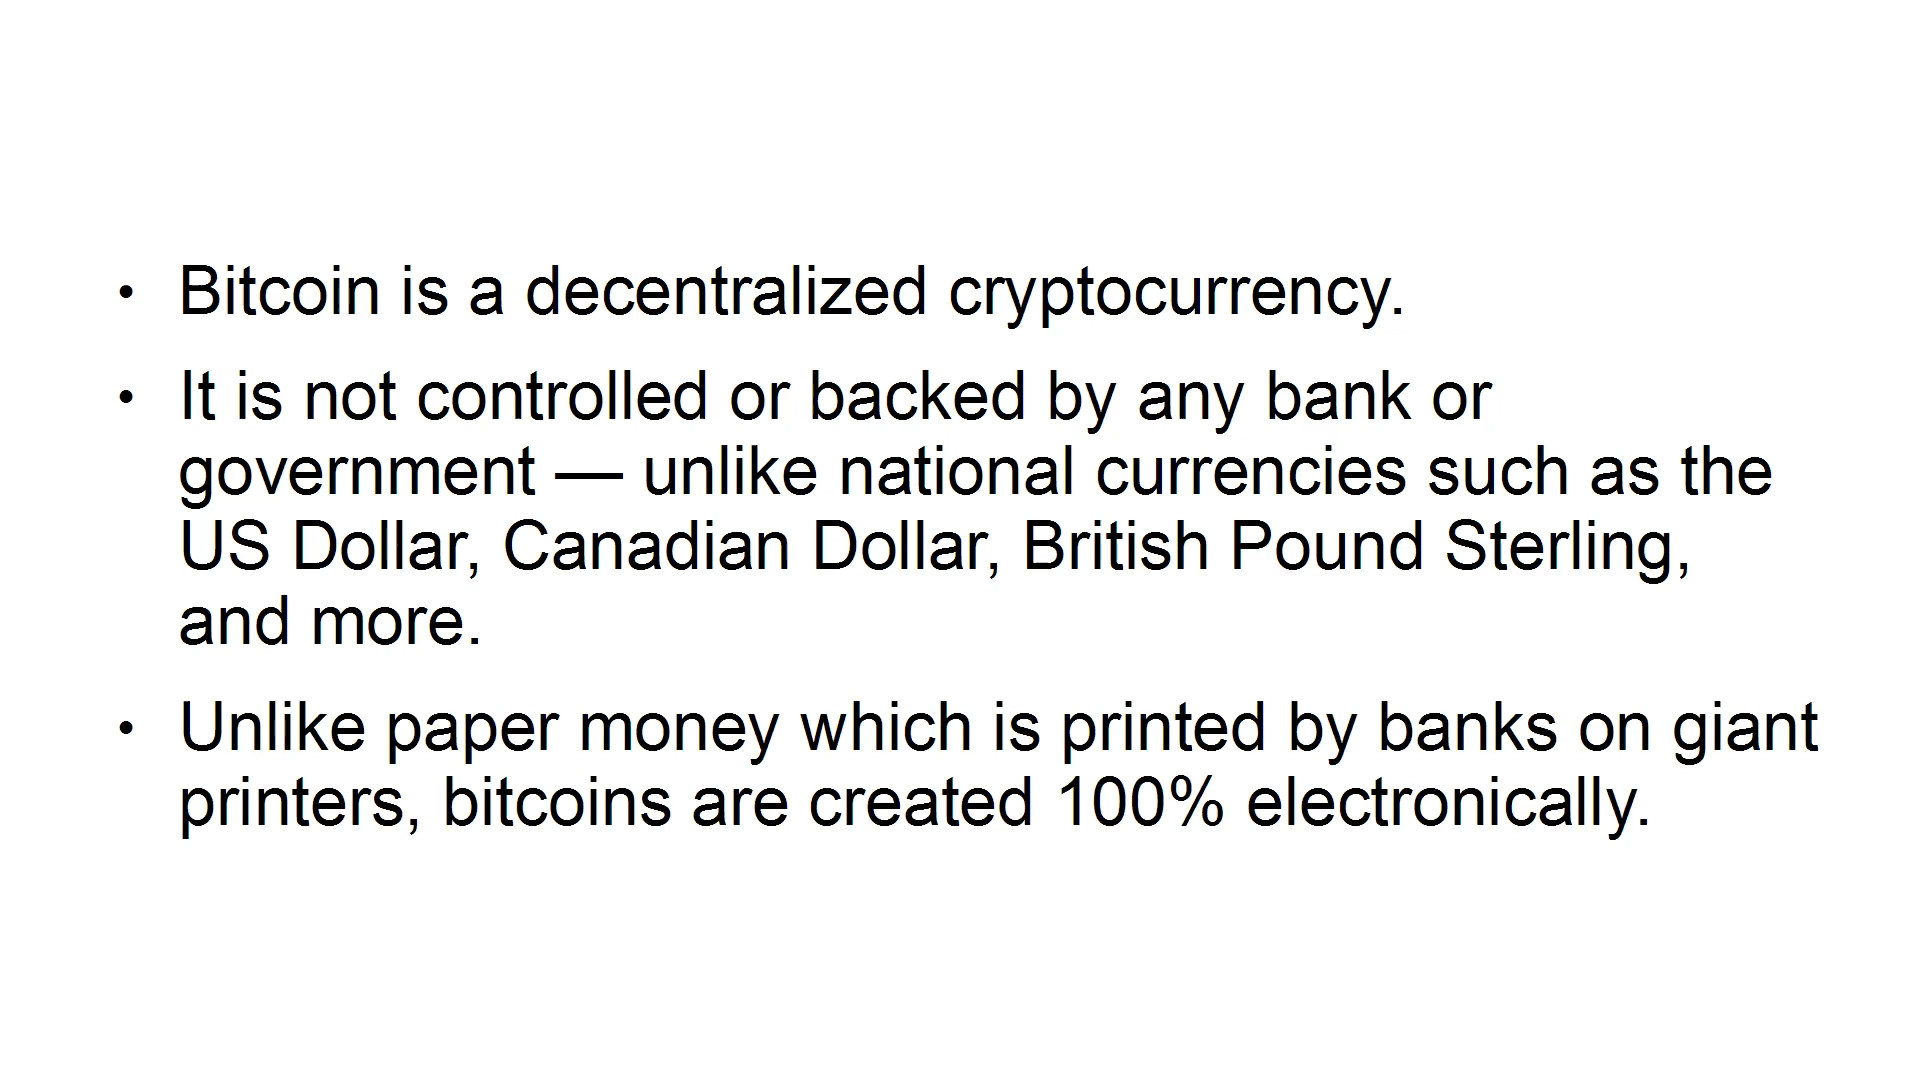 • Bitcoin is a decentralized cryptocurrency.
• It is not controlled or backed by any bank or
government — unlike national currencies such as the
US Dollar, Canadian Dollar, British Pound Sterling,
and more.
• Unlike paper money which is printed by banks on giant
printers, bitcoins are created 100% electronically.